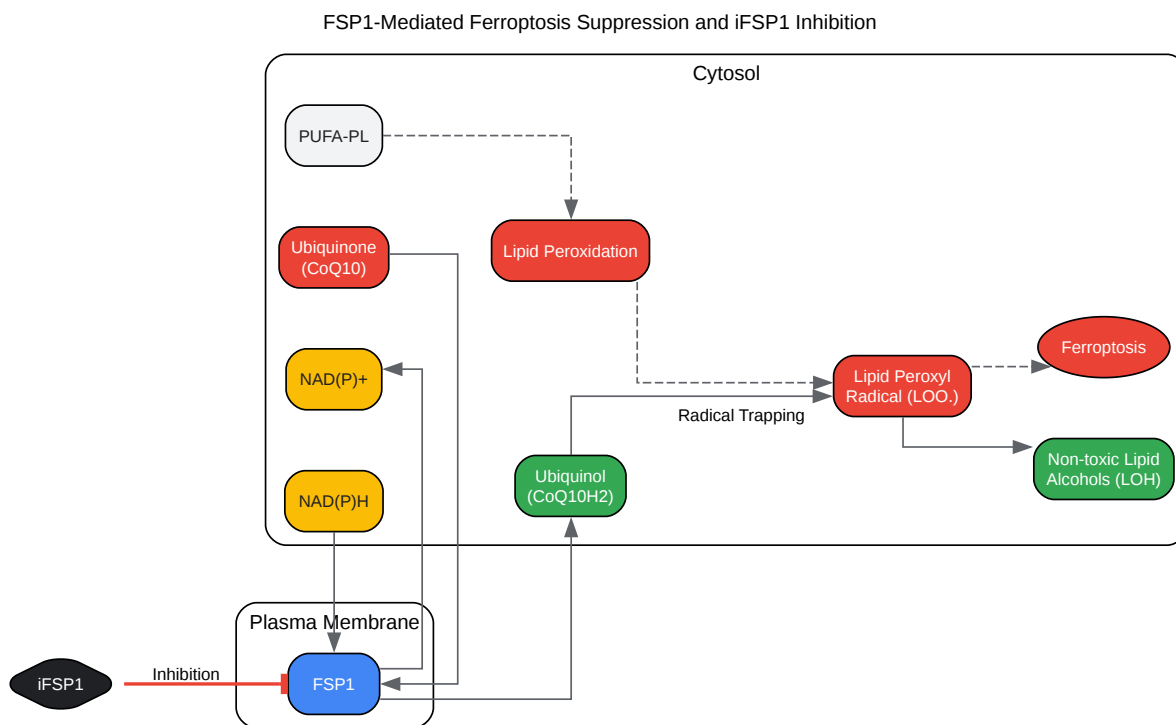 FSP1-Mediated Ferroptosis Suppression and iFSP1 Inhibition
Cytosol
PUFA-PL
Ubiquinone
(CoQ10)
Lipid Peroxidation
NAD(P)+
Ferroptosis
Lipid Peroxyl
Radical (LOO.)
Radical Trapping
NAD(P)H
Ubiquinol
(CoQ10H2)
Non-toxic Lipid
Alcohols (LOH)
Plasma Membrane
iFSP1
Inhibition
FSP1